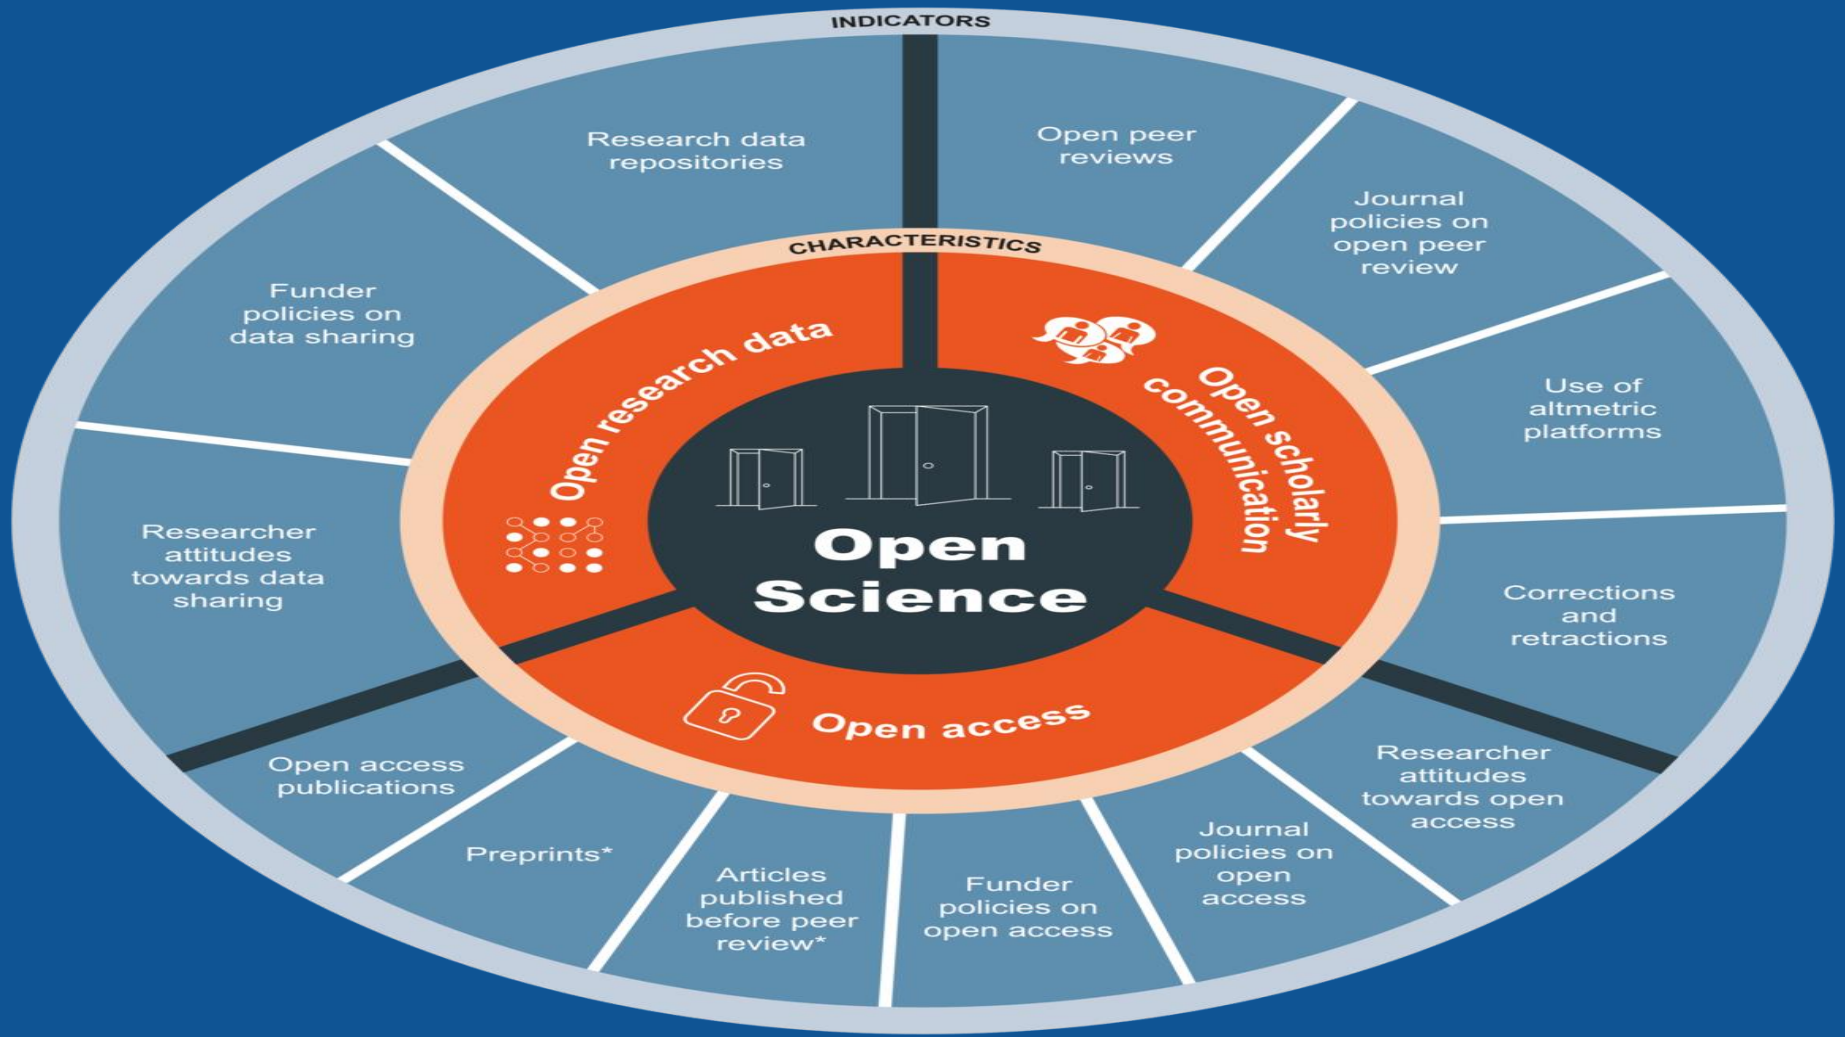 INDICATORS
Research data
repositories
Open peer
reviews
Journal
policies on
open peer
review
Funder
policies on
data sharing
Use of
altmetric
platforms
Researcher
attitudes
towards data
sharing
Corrections
and
retractions
CHARACTERISTICS
Open research data
Open scholarly
communication
Open access
Open
Science
Open access
publications
Preprints*
Articles
published
before peer
review*
Funder
policies on
open access
Journal
policies on
open
access
Researcher
attitudes
towards open
access